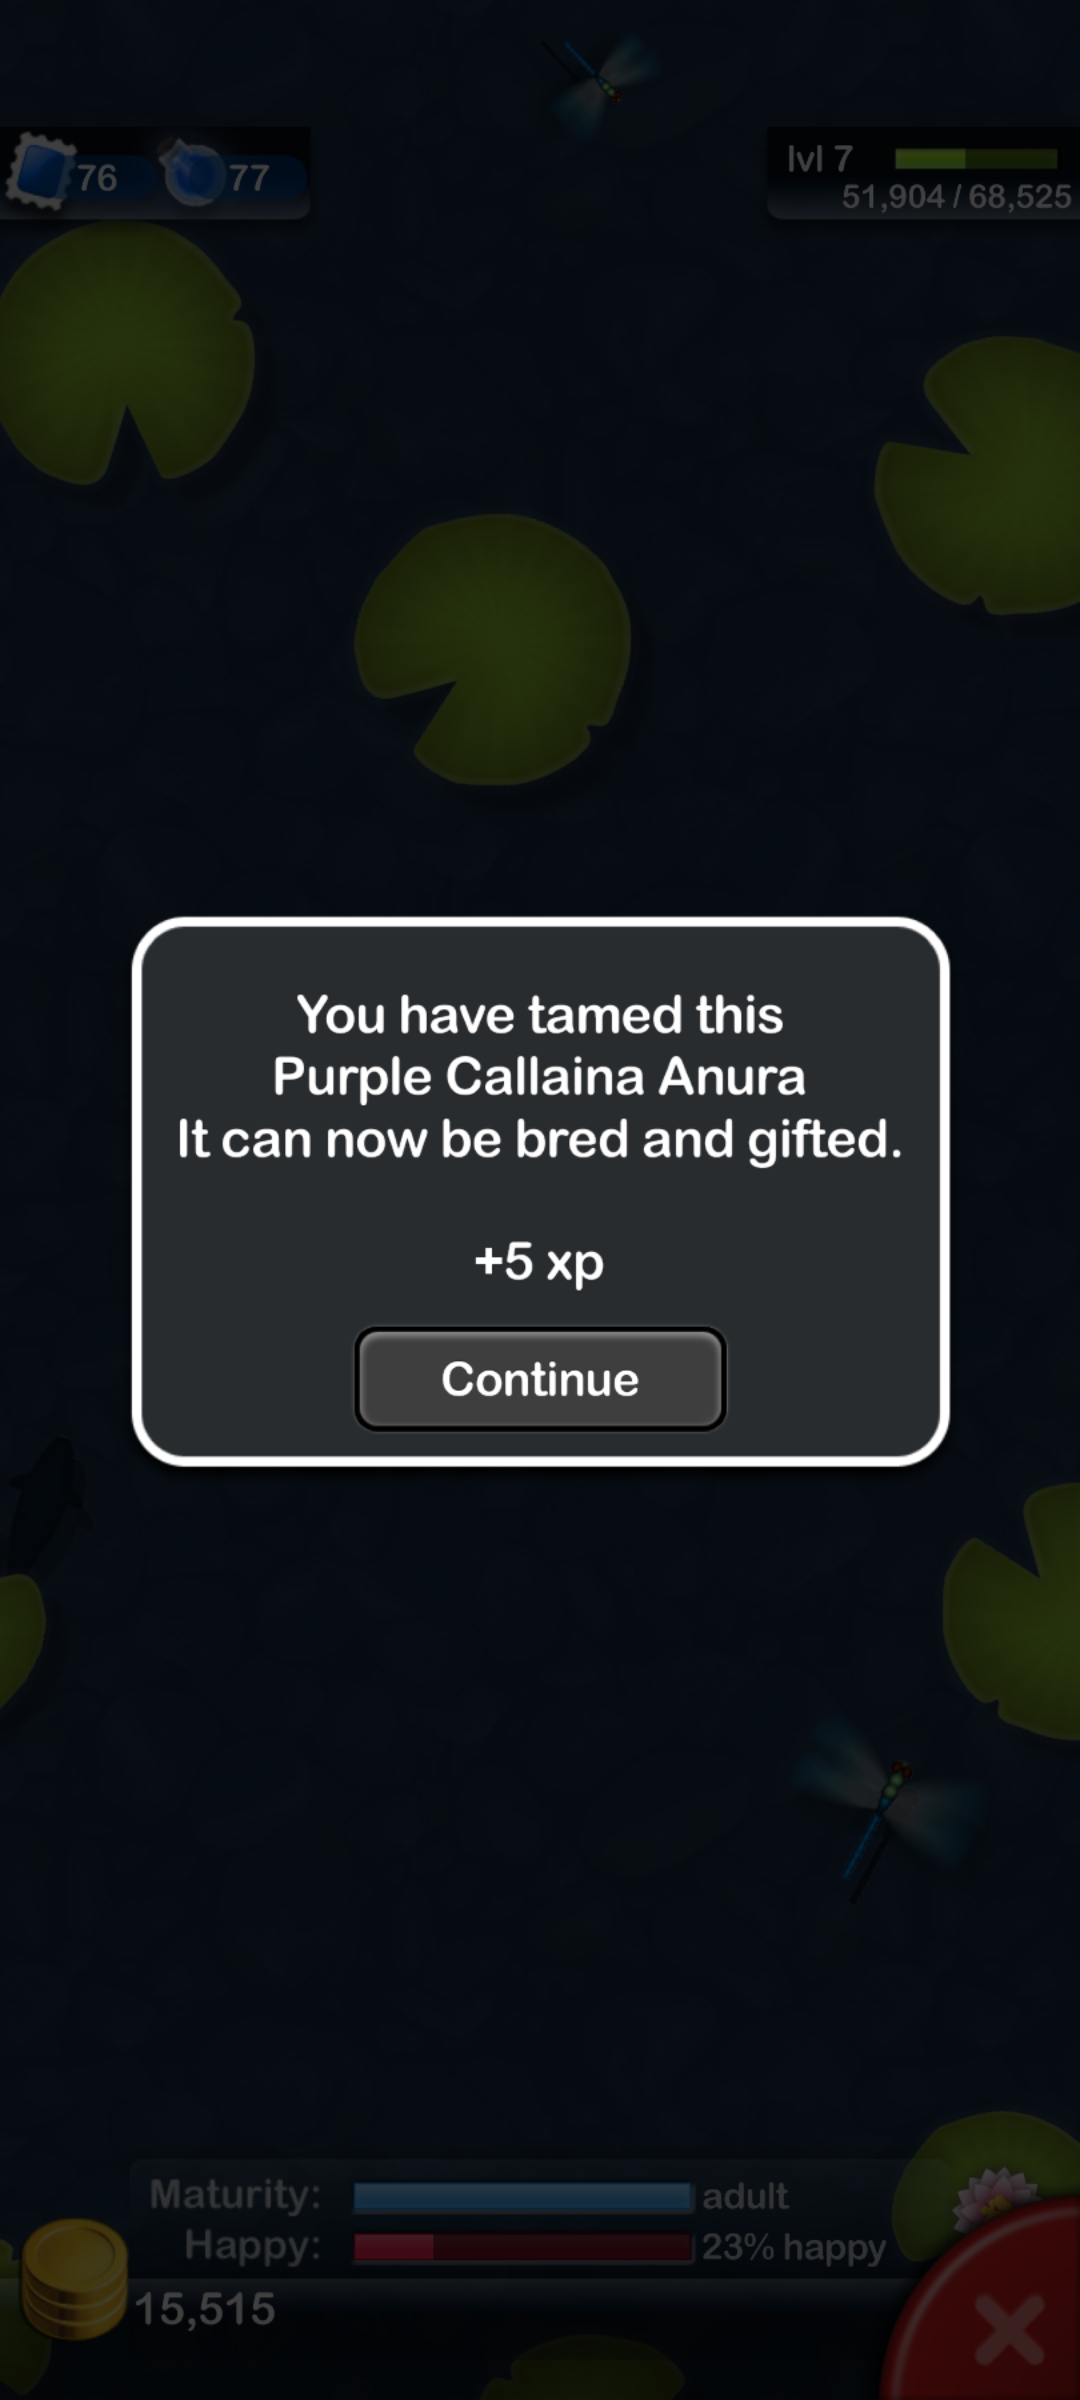 76 77
lvl 7
51,904 / 68,525
You have tamed this
Purple Callaina Anura
It can now be bred and gifted.
+5 xp
Continue
Maturity: adult
Happy: 23% happy
15,515